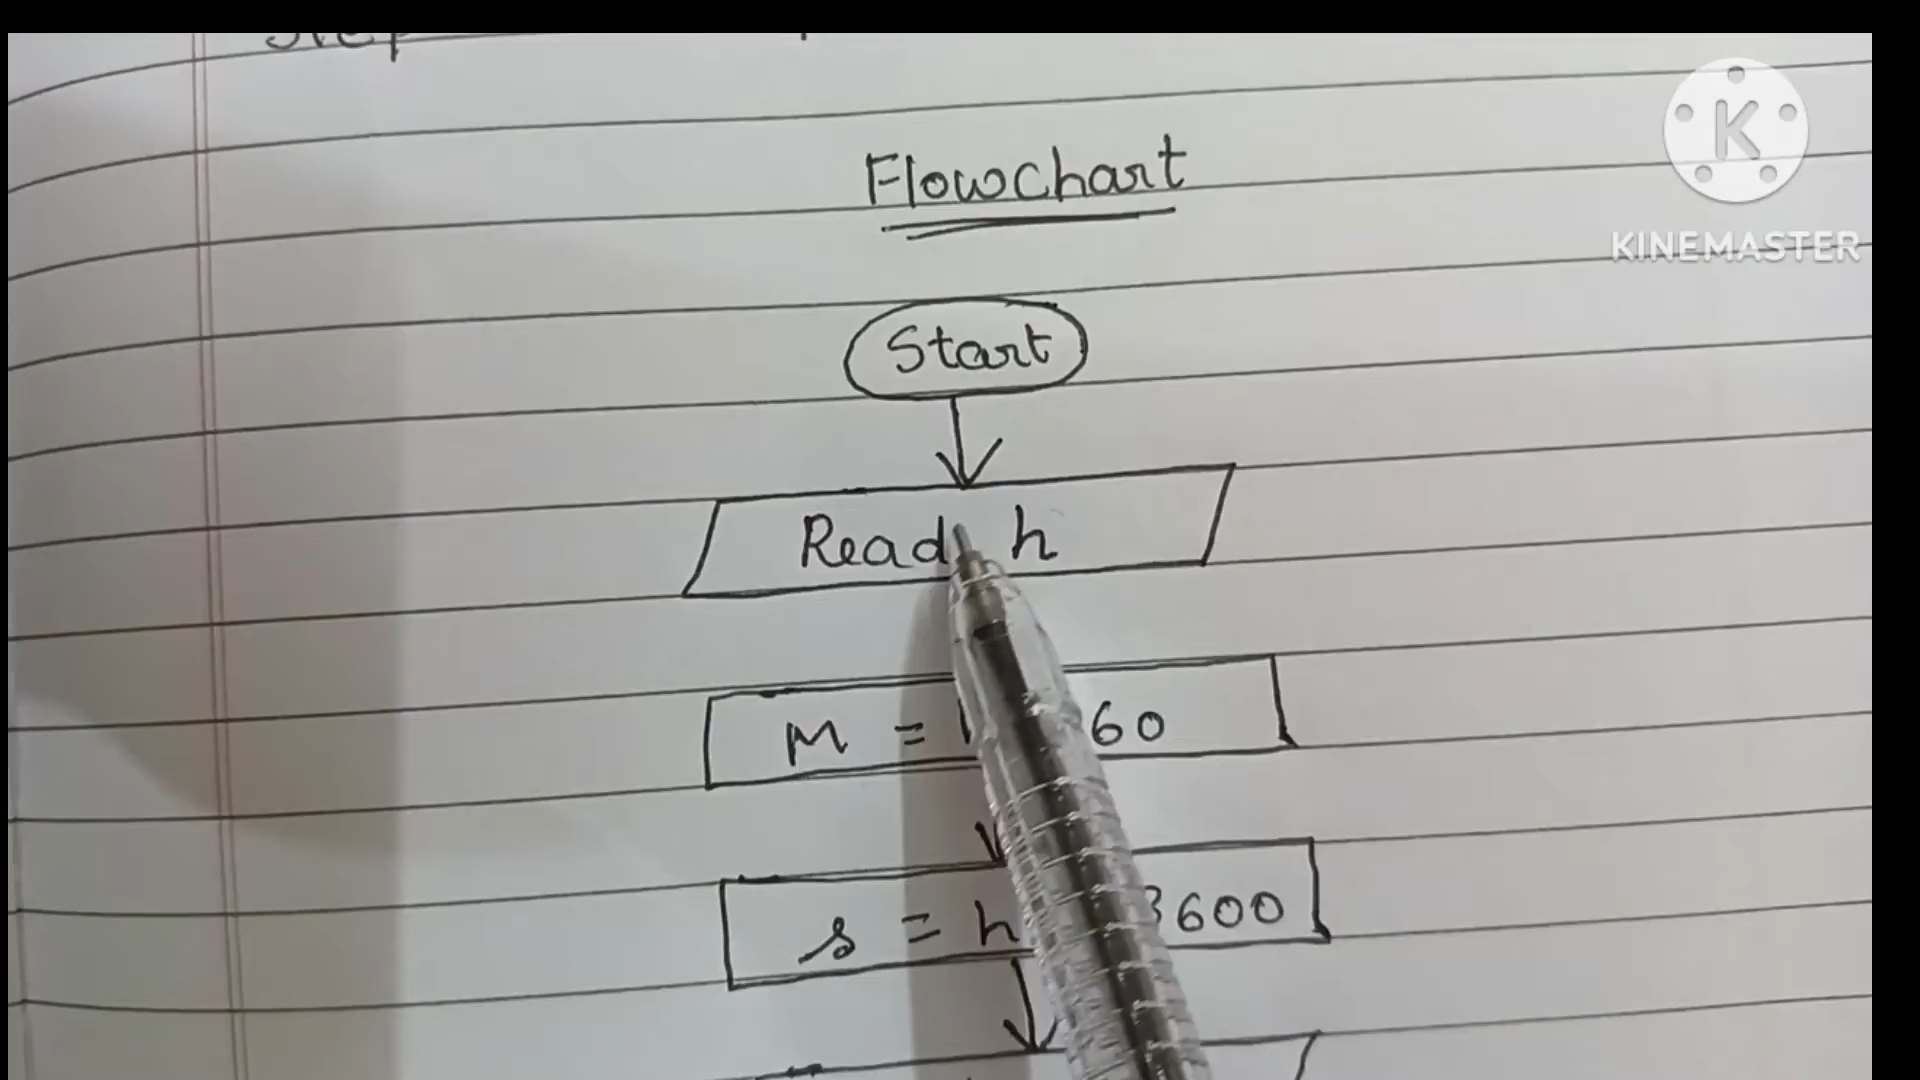 K
KINEMASTER
Flowchart
Start
Read h
M = 60
s = h 3600